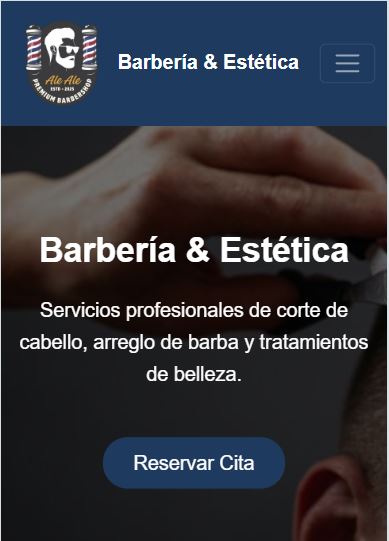 Ale Ale
ESTD - 2025
PREMIUM BARBERSHOP
Barbería & Estética
Barbería & Estética
Servicios profesionales de corte de
cabello, arreglo de barba y tratamientos
de belleza.
Reservar Cita